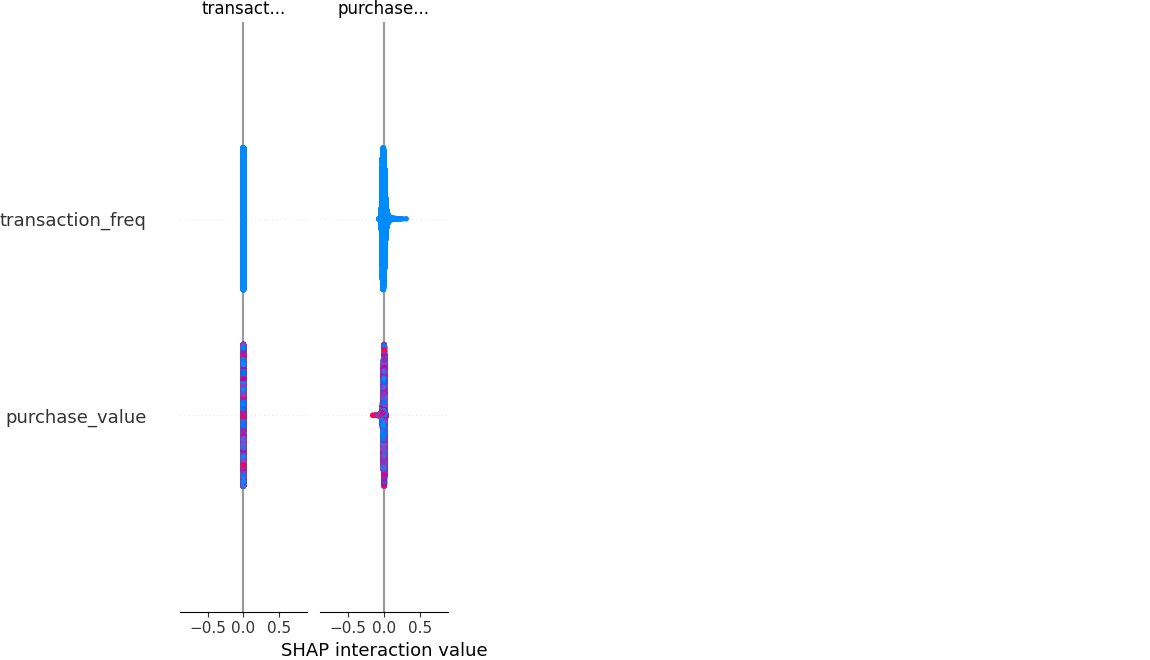 transact... purchase...
transaction_freq
purchase_value
−0.5 0.0 0.5 −0.5 0.0 0.5
SHAP interaction value